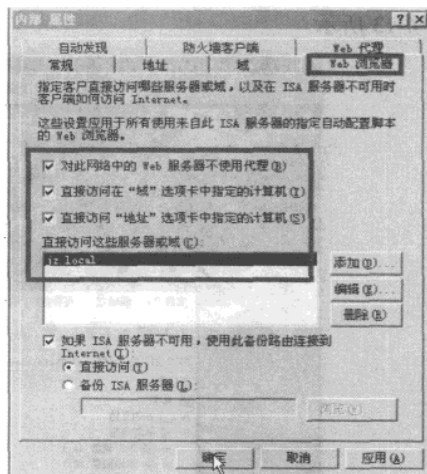 内部 属性
自动发现
防火墙客户端
Web 代理
常规
地址
域
Web 浏览器
指定客户直接访问哪些服务器或域，以及在 ISA 服务器不可用时
客户端如何访问 Internet。
这些设置应用于所有使用来自此 ISA 服务器的指定自动配置脚本
的 Web 浏览器。
对此网络中的 Web 服务器不使用代理(B)
直接访问在“域”选项卡中指定的计算机(Y)
直接访问“地址”选项卡中指定的计算机(S)
直接访问这些服务器或域(C):
jz.local
添加(D)...
编辑(E)...
删除(R)
如果 ISA 服务器不可用，使用此备份路由连接到
Internet(I):
直接访问(T)
备份 ISA 服务器(L):
确定
取消
应用(A)